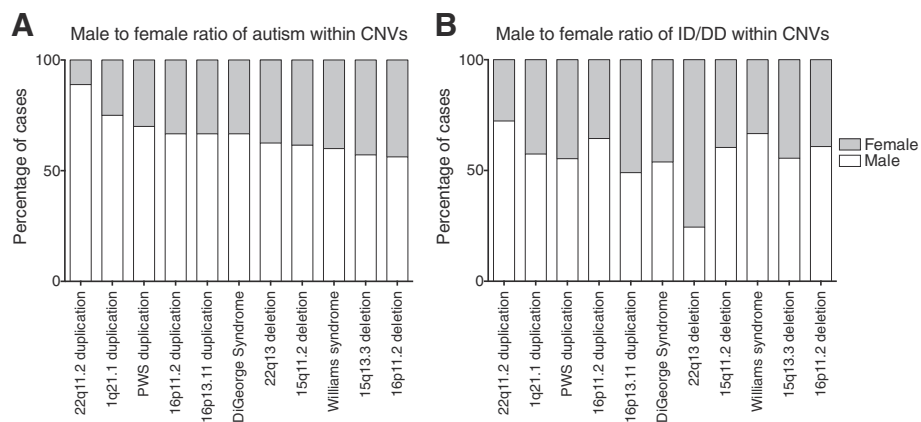 A
Male to female ratio of autism within CNVs
Percentage of cases
100
50
0
22q11.2 duplication
1q21.1 duplication
PWS duplication
16p11.2 duplication
16p13.11 duplication
DiGeorge Syndrome
22q13 deletion
15q11.2 deletion
Williams syndrome
15q13.3 deletion
16p11.2 deletion
B
Male to female ratio of ID/DD within CNVs
Percentage of cases
100
50
0
22q11.2 duplication
1q21.1 duplication
PWS duplication
16p11.2 duplication
16p13.11 duplication
DiGeorge Syndrome
22q13 deletion
15q11.2 deletion
Williams syndrome
15q13.3 deletion
16p11.2 deletion
Female
Male